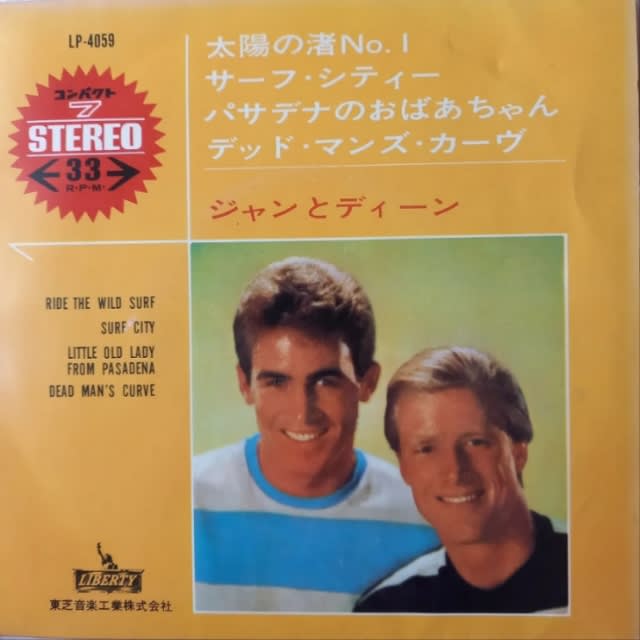 LP-4059
コンパクト
7
STEREO
33
R·P·M·
太陽の渚No.1
サーフ・シティー
パサデナのおばあちゃん
デッド・マンズ・カーヴ
ジャンとディーン
RIDE THE WILD SURF
SURF CITY
LITTLE OLD LADY
FROM PASADENA
DEAD MAN'S CURVE
LIBERTY
東芝音楽工業株式会社